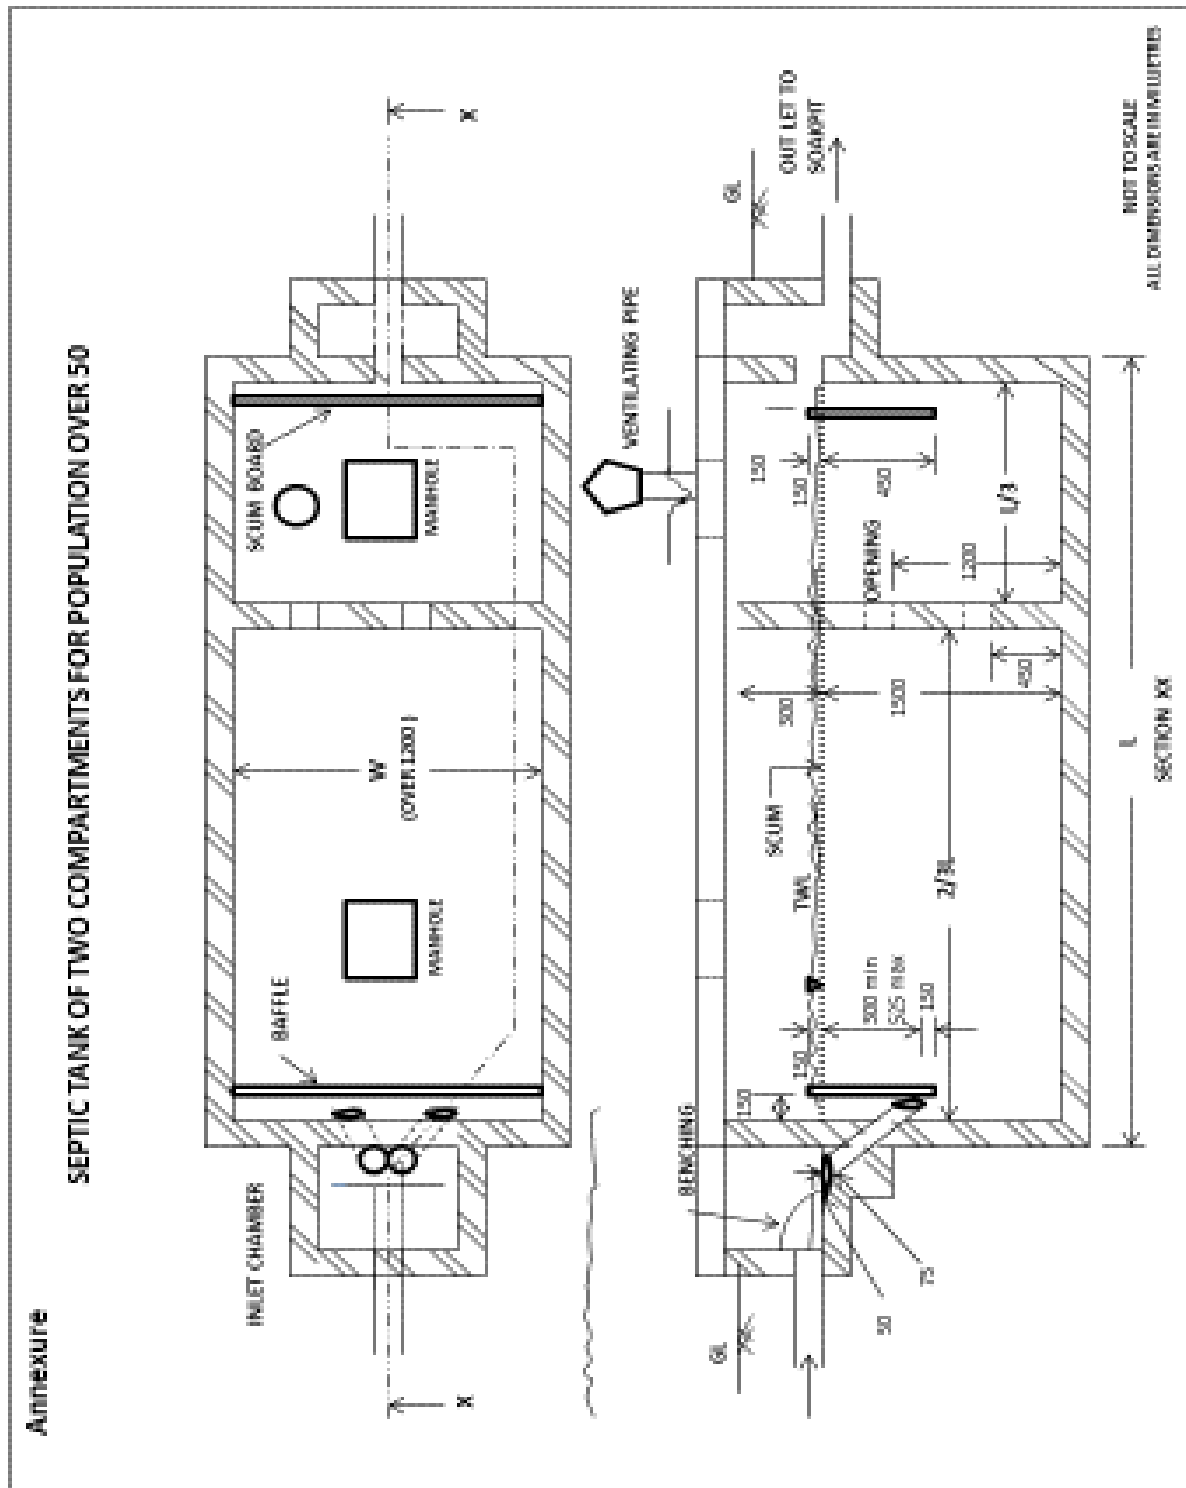 Annexure
SEPTIC TANK OF TWO COMPARTMENTS FOR POPULATION OVER 50
INLET CHAMBER
BAFFLE
MANHOLE
W
(OVER 1200 )
SCUM BOARD
MANHOLE
X
X
VENTILATING PIPE
GL
BENCHING
150
150
300 min
525 max
150
TWL
SCUM
300
1500
450
OPENING
1200
150
150
450
GL
OUT LET TO
SOAKPIT
50
75
2/3L
L/3
L
SECTION XX
NOT TO SCALE
ALL DIMENSIONS ARE IN MILLIMETRES